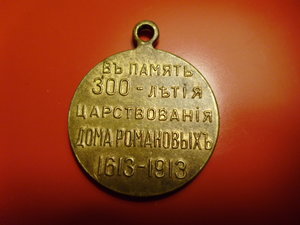 ВЪ ПАМЯТЬ
300-ЛѢТІЯ
ЦАРСТВОВАНІЯ
ДОМА РОМАНОВЫХЪ
1613-1913